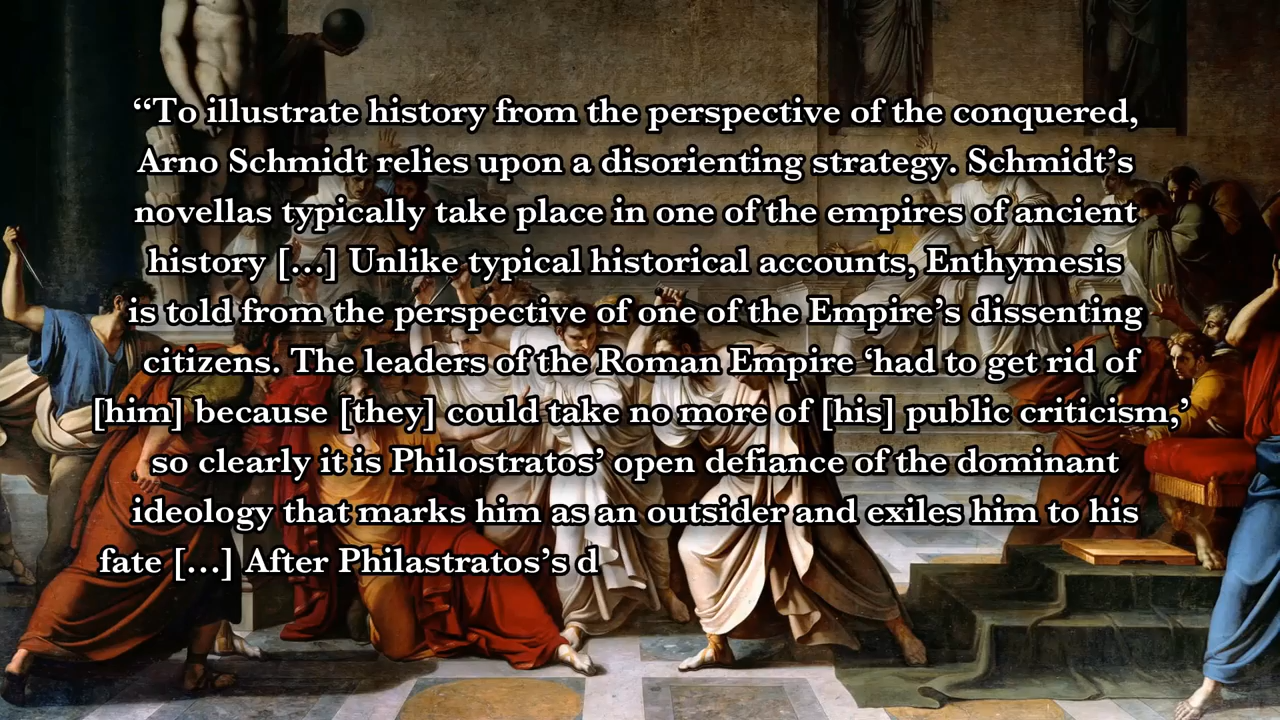 “To illustrate history from the perspective of the conquered,
Arno Schmidt relies upon a disorienting strategy. Schmidt’s
novellas typically take place in one of the empires of ancient
history […] Unlike typical historical accounts, Enthymesis
is told from the perspective of one of the Empire’s dissenting
citizens. The leaders of the Roman Empire ‘had to get rid of
[him] because [they] could take no more of [his] public criticism,’
so clearly it is Philostratos’ open defiance of the dominant
ideology that marks him as an outsider and exiles him to his
fate […] After Philastratos’s d